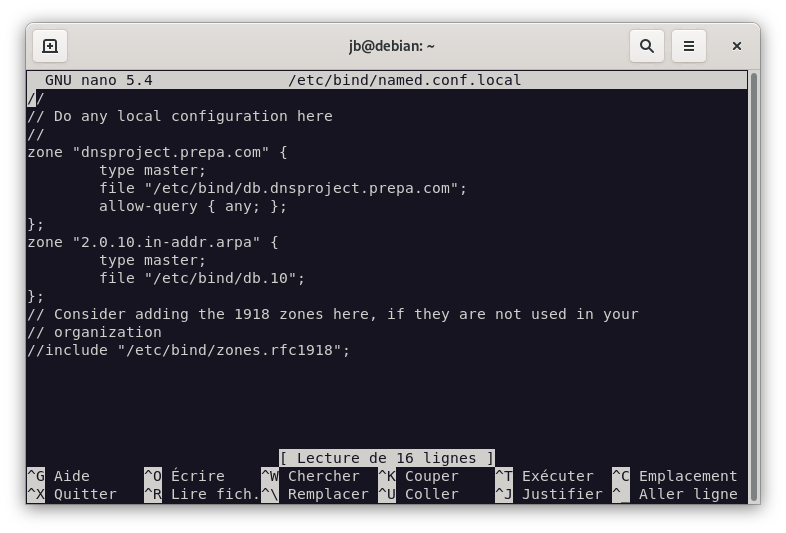 jb@debian: ~
GNU nano 5.4 /etc/bind/named.conf.local
//
// Do any local configuration here
//
zone "dnsproject.prepa.com" {
        type master;
        file "/etc/bind/db.dnsproject.prepa.com";
        allow-query { any; };
};
zone "2.0.10.in-addr.arpa" {
        type master;
        file "/etc/bind/db.10";
};
// Consider adding the 1918 zones here, if they are not used in your
// organization
//include "/etc/bind/zones.rfc1918";
[ Lecture de 16 lignes ]
^G Aide ^O Écrire ^W Chercher ^K Couper ^T Exécuter ^C Emplacement
^X Quitter ^R Lire fich. ^\ Remplacer ^U Coller ^J Justifier ^_ Aller ligne